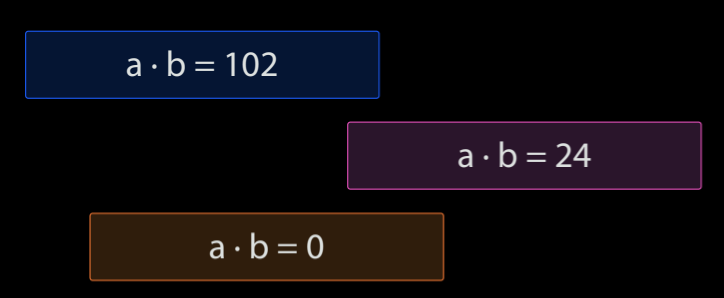 a · b = 102
a · b = 24
a · b = 0